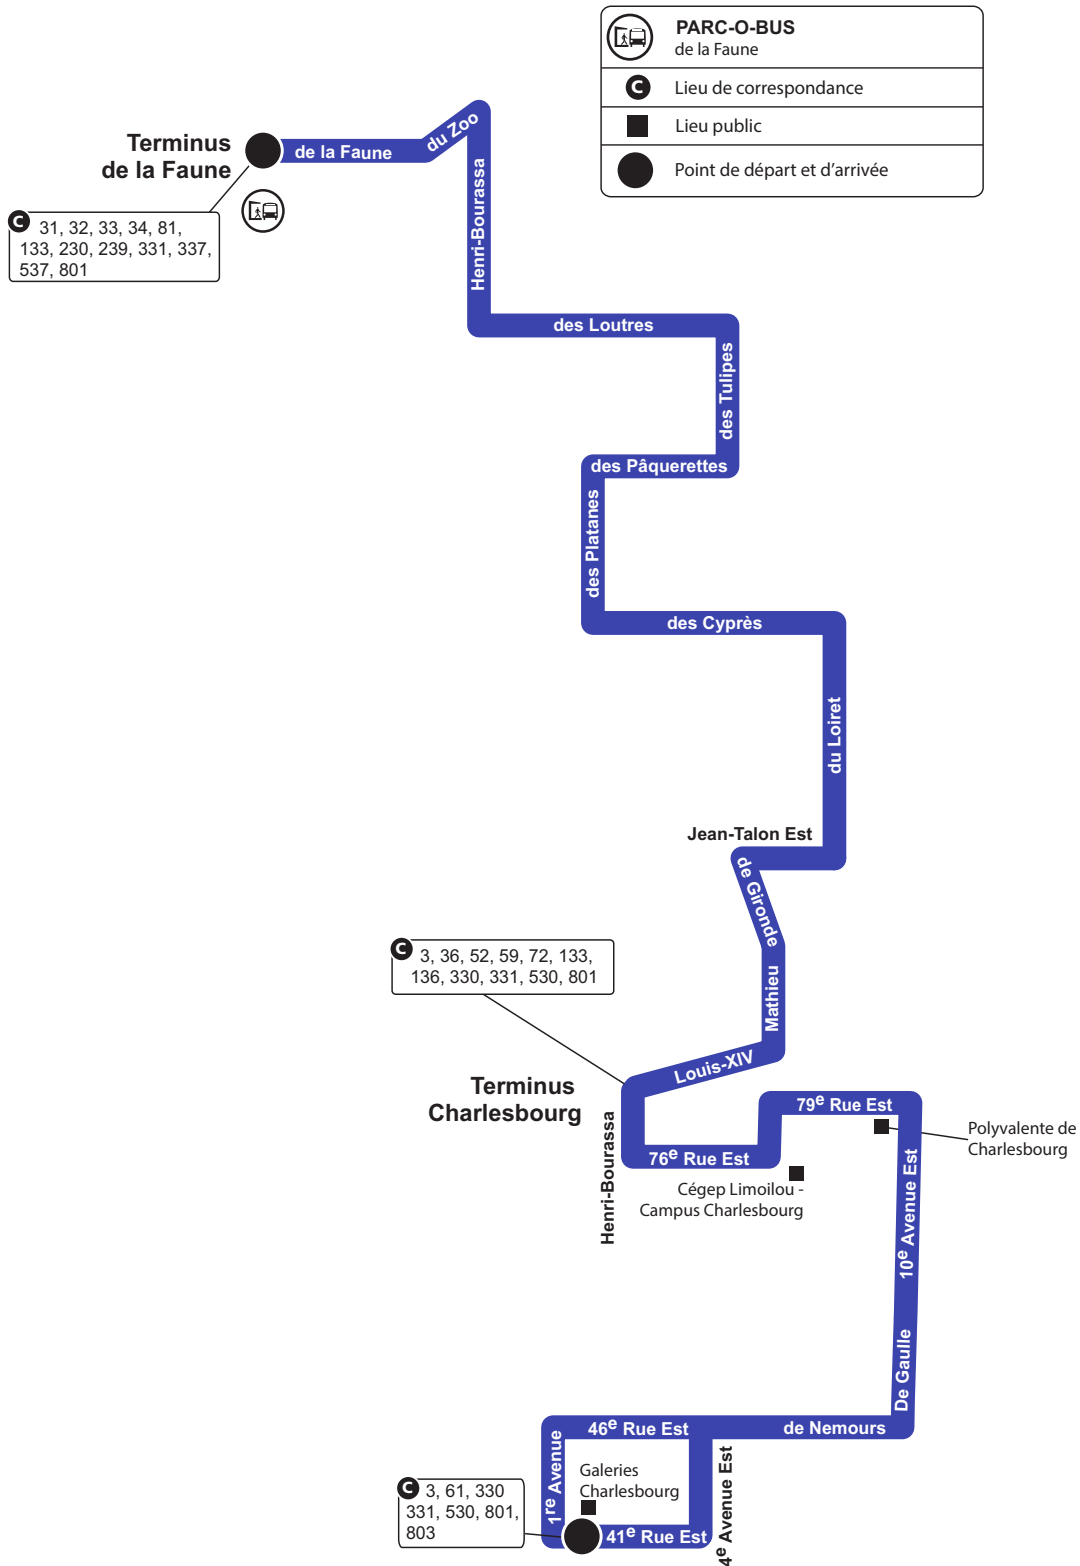 PARC-O-BUS
de la Faune
Lieu de correspondance
Lieu public
Point de départ et d'arrivée
Terminus
de la Faune
de la Faune
du Zoo
Henri-Bourassa
C 31, 32, 33, 34, 81,
133, 230, 239, 331, 337,
537, 801
des Loutres
des Tulipes
des Pâquerettes
des Platanes
des Cyprès
du Loiret
Jean-Talon Est
de Gironde
Mathieu
C 3, 36, 52, 59, 72, 133,
136, 330, 331, 530, 801
Louis-XIV
Terminus
Charlesbourg
Henri-Bourassa
76e Rue Est
79e Rue Est
Polyvalente de
Charlesbourg
Cégep Limoilou -
Campus Charlesbourg
10e Avenue Est
De Gaulle
de Nemours
46e Rue Est
1re Avenue
Galeries
Charlesbourg
4e Avenue Est
41e Rue Est
C 3, 61, 330
331, 530, 801,
803